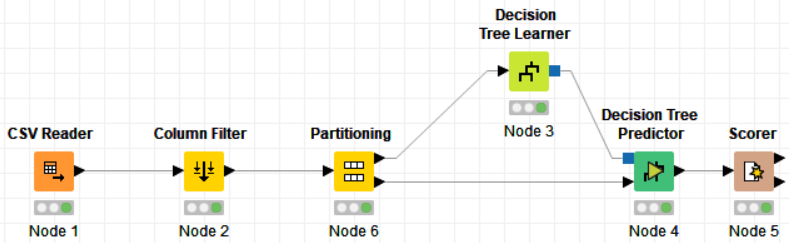 Decision
Tree Learner
Node 3
CSV Reader
Node 1
Column Filter
Node 2
Partitioning
Node 6
Decision Tree
Predictor
Node 4
Scorer
Node 5